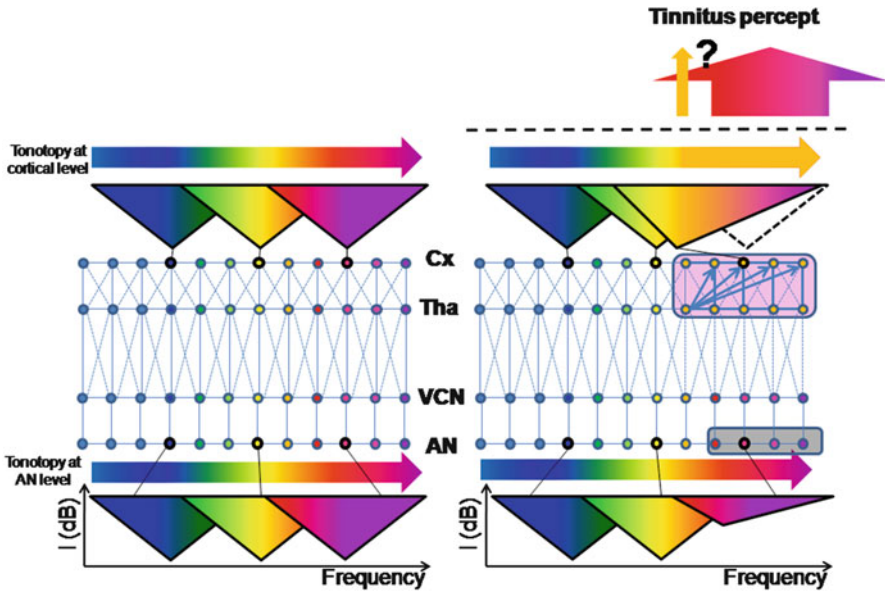 Tinnitus percept
?
Tonotopy at
cortical level
Cx
Tha
VCN
AN
Tonotopy at
AN level
I (dB)
Frequency
I (dB)
Frequency